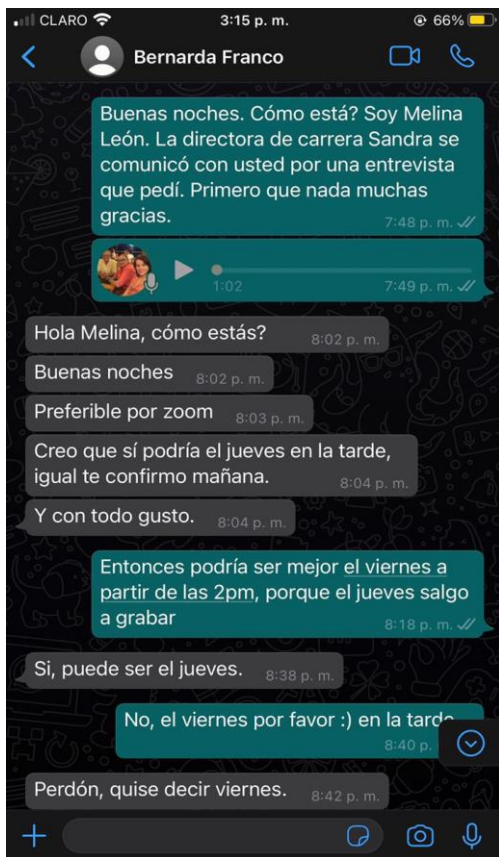 CLARO 3:15 p. m. 66%
Bernarda Franco
Buenas noches. Cómo está? Soy Melina
León. La directora de carrera Sandra se
comunicó con usted por una entrevista
que pedí. Primero que nada muchas
gracias.
7:48 p. m.
1:02 7:49 p. m.
Hola Melina, cómo estás? 8:02 p. m.
Buenas noches 8:02 p. m.
Preferible por zoom 8:03 p. m.
Creo que sí podría el jueves en la tarde,
igual te confirmo mañana. 8:04 p. m.
Y con todo gusto. 8:04 p. m.
Entonces podría ser mejor el viernes a
partir de las 2pm, porque el jueves salgo
a grabar
8:18 p. m.
Si, puede ser el jueves. 8:38 p. m.
No, el viernes por favor :) en la tarde
8:40 p.
Perdón, quise decir viernes. 8:42 p. m.